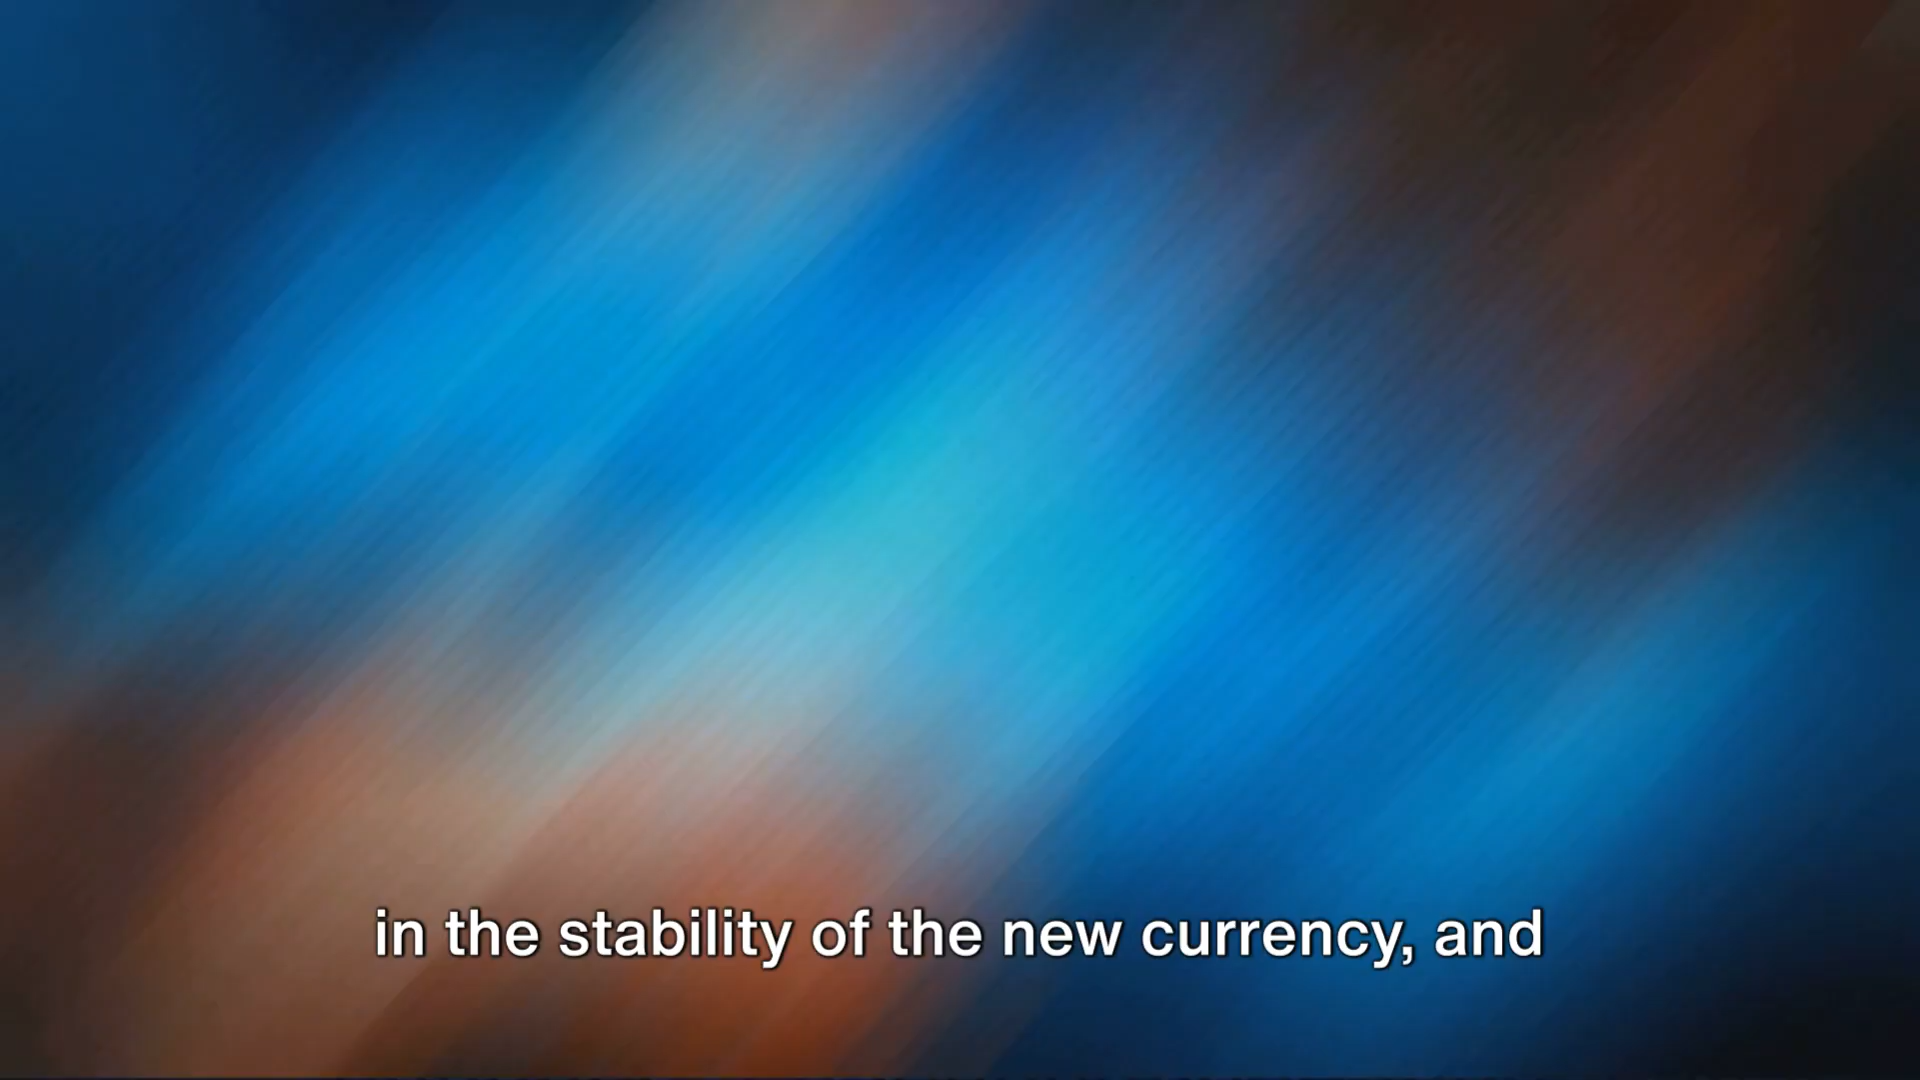 in the stability of the new currency, and